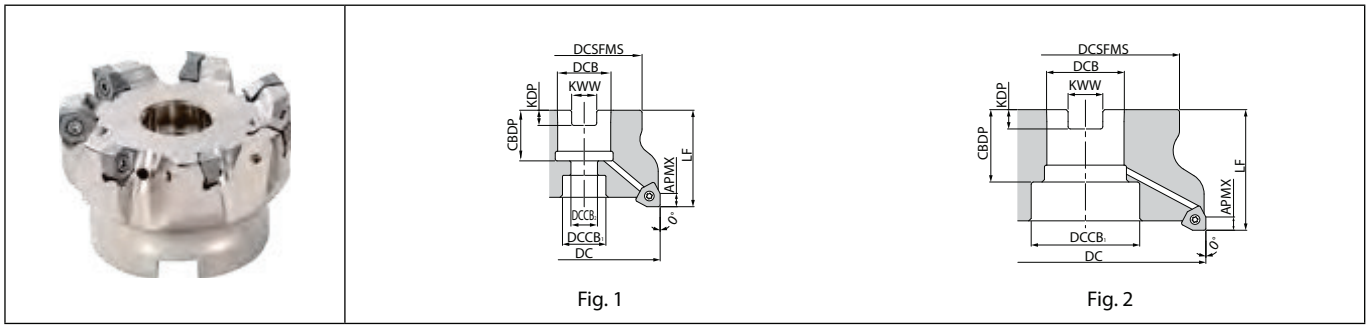 DCSFMS
DCB
KWW
KDP
CBDP
LF
APMX
DCCB₂
DCCB₁
DC
0°
Fig. 1
DCSFMS
DCB
KWW
KDP
CBDP
LF
APMX
DCCB₁
DC
0°
Fig. 2